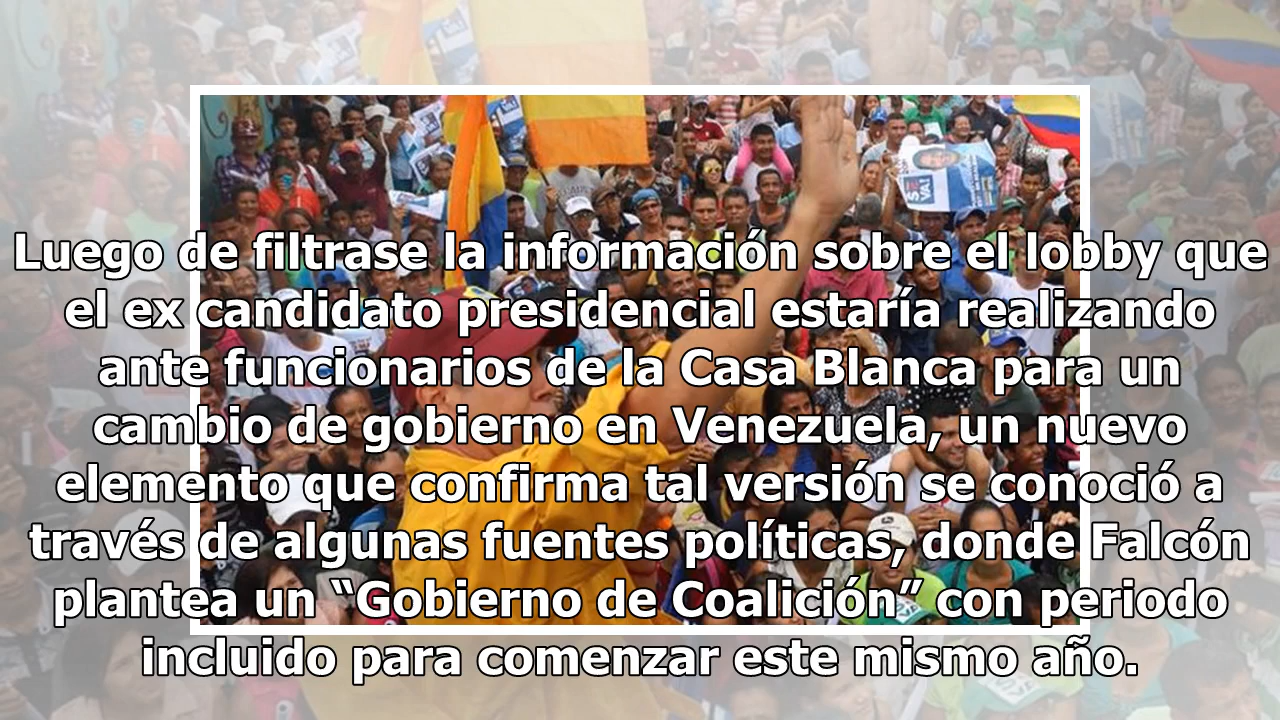 Luego de filtrase la información sobre el lobby que
el ex candidato presidencial estaría realizando
ante funcionarios de la Casa Blanca para un
cambio de gobierno en Venezuela, un nuevo
elemento que confirma tal versión se conoció a
través de algunas fuentes políticas, donde Falcón
plantea un “Gobierno de Coalición” con periodo
incluido para comenzar este mismo año.